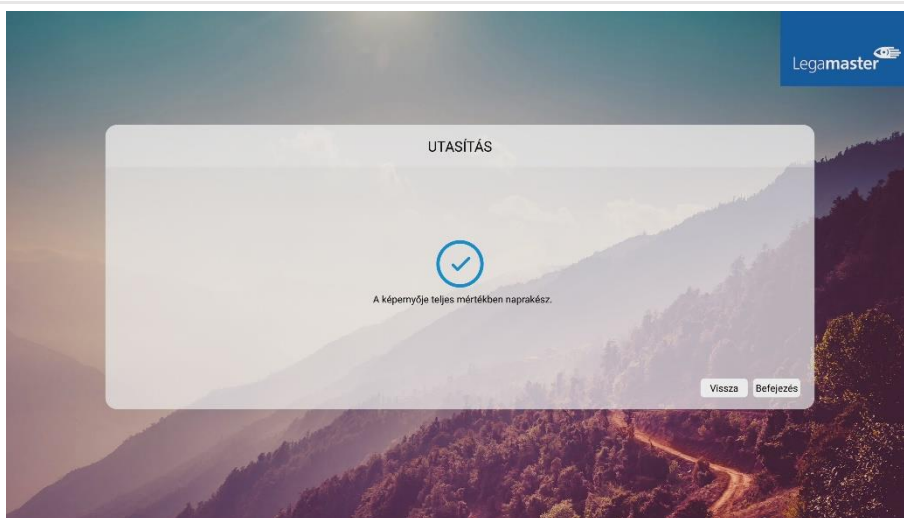 Legamaster
UTASÍTÁS
A képernyője teljes mértékben naprakész.
Vissza
Befejezés